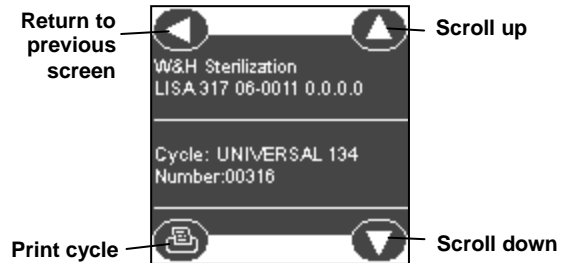 Return to
previous
screen
Scroll up
W&H Sterilization
LISA 317 06-0011 0.0.0.0
Cycle: UNIVERSAL 134
Number:00316
Print cycle
Scroll down